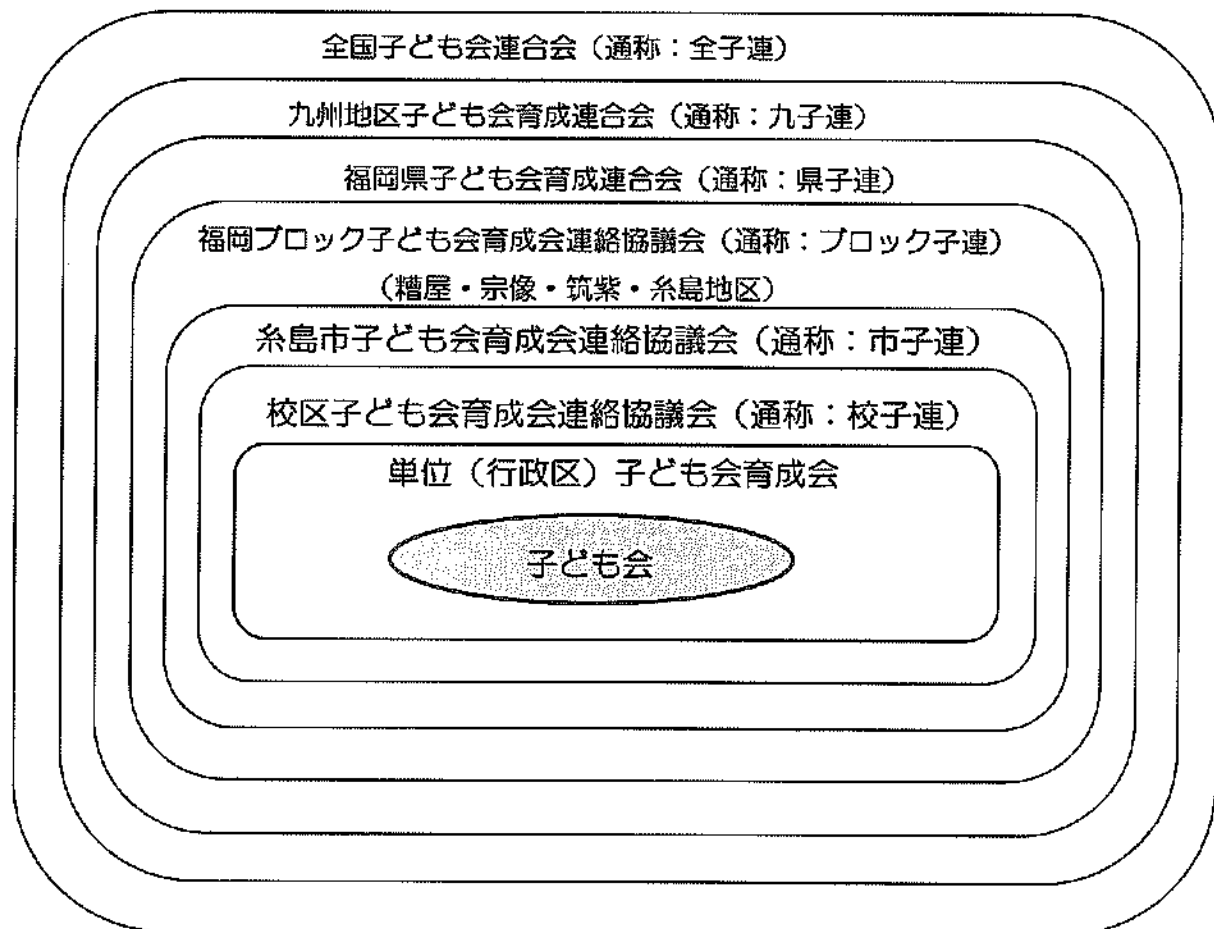 全国子ども会連合会（通称：全子連）
九州地区子ども会育成連合会（通称：九子連）
福岡県子ども会育成連合会（通称：県子連）
福岡ブロック子ども会育成会連絡協議会（通称：ブロック子連）
（糟屋・宗像・筑紫・糸島地区）
糸島市子ども会育成会連絡協議会（通称：市子連）
校区子ども会育成会連絡協議会（通称：校子連）
単位（行政区）子ども会育成会
子ども会